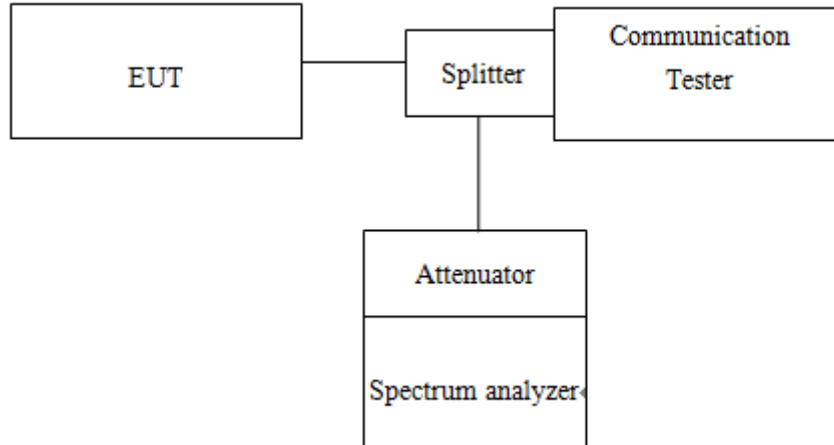 EUT
Splitter
Communication
Tester
Attenuator
Spectrum analyzer